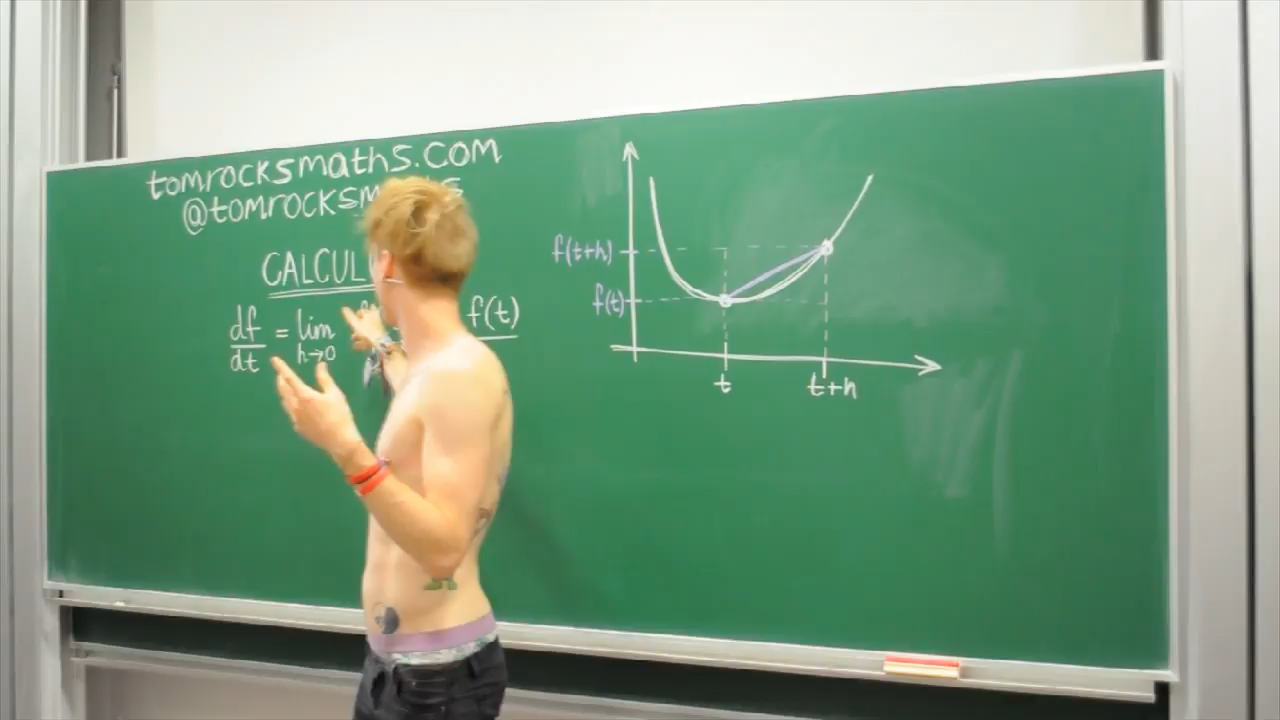 tomrocksmaths.com
@tomrocksm
CALCUL
df = lim f(t)
dt h→0
f(t+h)
f(t)
t t+h